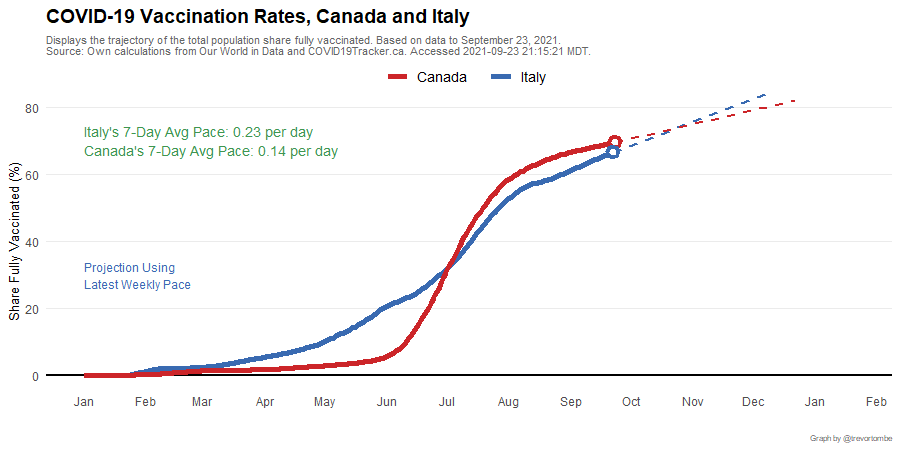 COVID-19 Vaccination Rates, Canada and Italy
Displays the trajectory of the total population share fully vaccinated. Based on data to September 23, 2021.
Source: Own calculations from Our World in Data and COVID19Tracker.ca. Accessed 2021-09-23 21:15:21 MDT.
Canada Italy
Share Fully Vaccinated (%)
80
60
40
20
0
Italy's 7-Day Avg Pace: 0.23 per day
Canada's 7-Day Avg Pace: 0.14 per day
Projection Using
Latest Weekly Pace
Jan Feb Mar Apr May Jun Jul Aug Sep Oct Nov Dec Jan Feb
Graph by @trevortombe